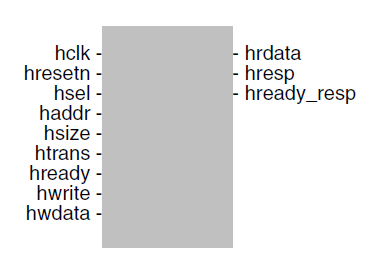 hclk - - hrdata
hresetn - - hresp
hsel - - hready_resp
haddr -
hsize -
htrans -
hready -
hwrite -
hwdata -